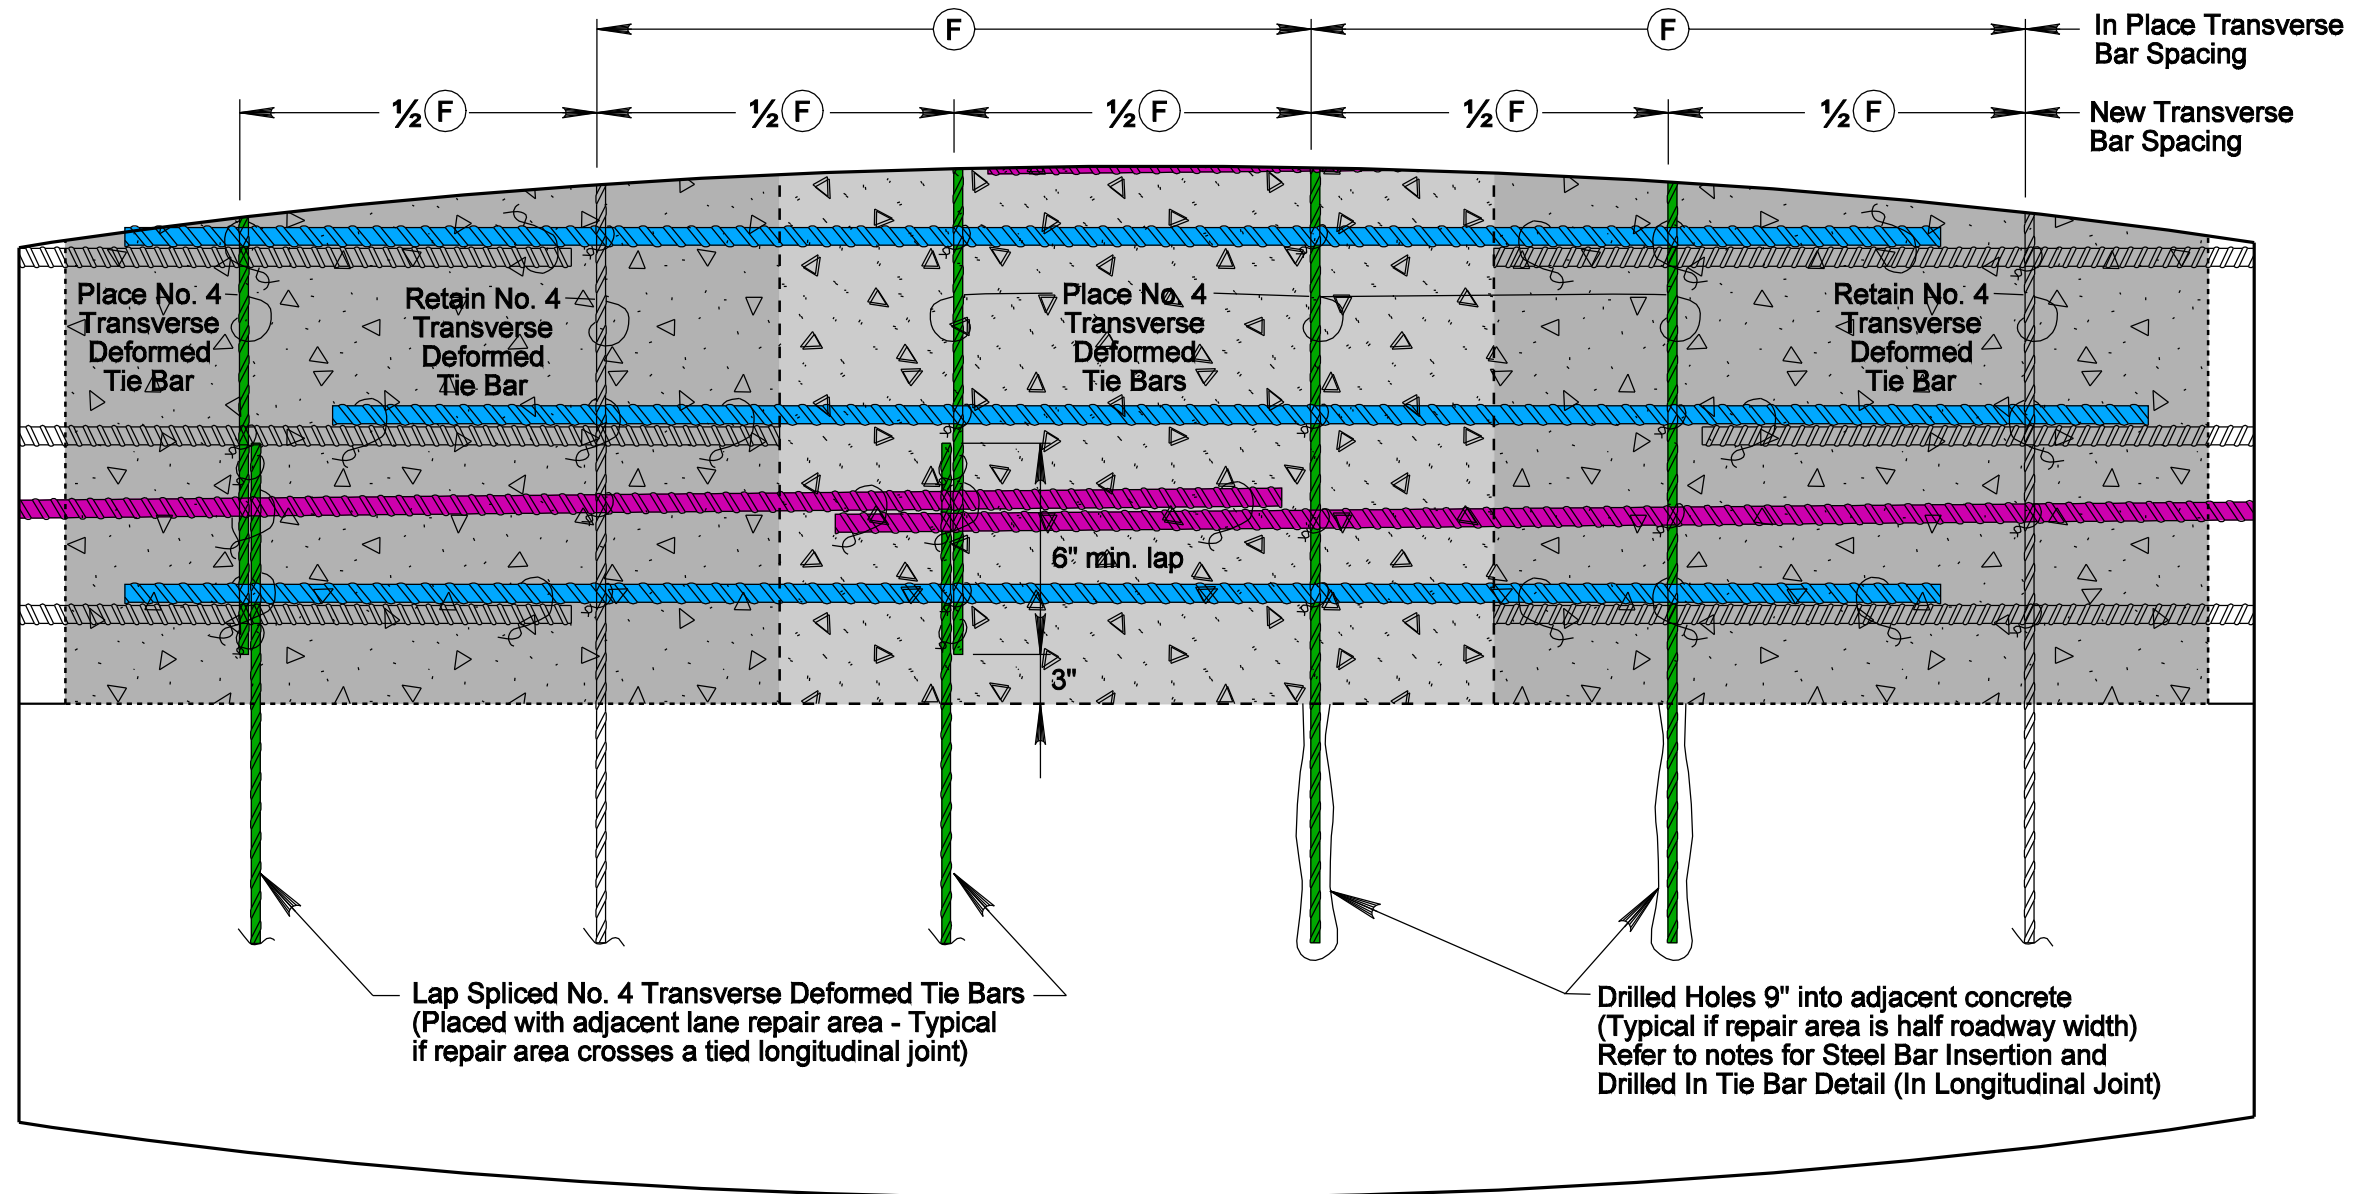 F
F
In Place Transverse
Bar Spacing
½ F
½ F
½ F
½ F
½ F
New Transverse
Bar Spacing
Place No. 4
Transverse
Deformed
Tie Bar
Retain No. 4
Transverse
Deformed
Tie Bar
Place No. 4
Transverse
Deformed
Tie Bars
Retain No. 4
Transverse
Deformed
Tie Bar
6" min. lap
3"
Lap Spliced No. 4 Transverse Deformed Tie Bars
(Placed with adjacent lane repair area - Typical
if repair area crosses a tied longitudinal joint)
Drilled Holes 9" into adjacent concrete
(Typical if repair area is half roadway width)
Refer to notes for Steel Bar Insertion and
Drilled In Tie Bar Detail (In Longitudinal Joint)